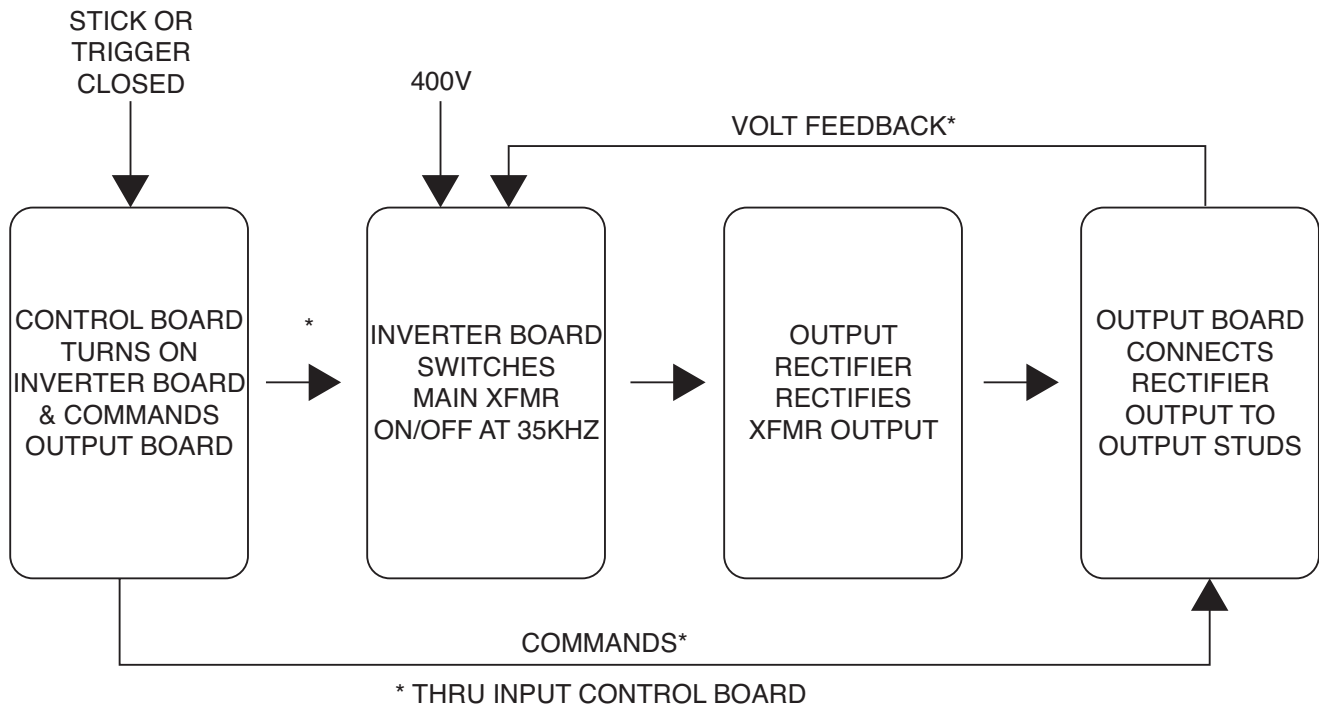 STICK OR
TRIGGER
CLOSED
400V
VOLT FEEDBACK*
CONTROL BOARD
TURNS ON
INVERTER BOARD
& COMMANDS
OUTPUT BOARD
*
INVERTER BOARD
SWITCHES
MAIN XFMR
ON/OFF AT 35KHZ
OUTPUT
RECTIFIER
RECTIFIES
XFMR OUTPUT
OUTPUT BOARD
CONNECTS
RECTIFIER
OUTPUT TO
OUTPUT STUDS
COMMANDS*
* THRU INPUT CONTROL BOARD